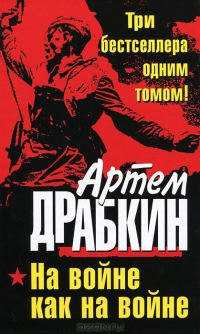 Три
бестселлера
одним
томом!
Артем
ДРАБКИН
На войне
как на войне